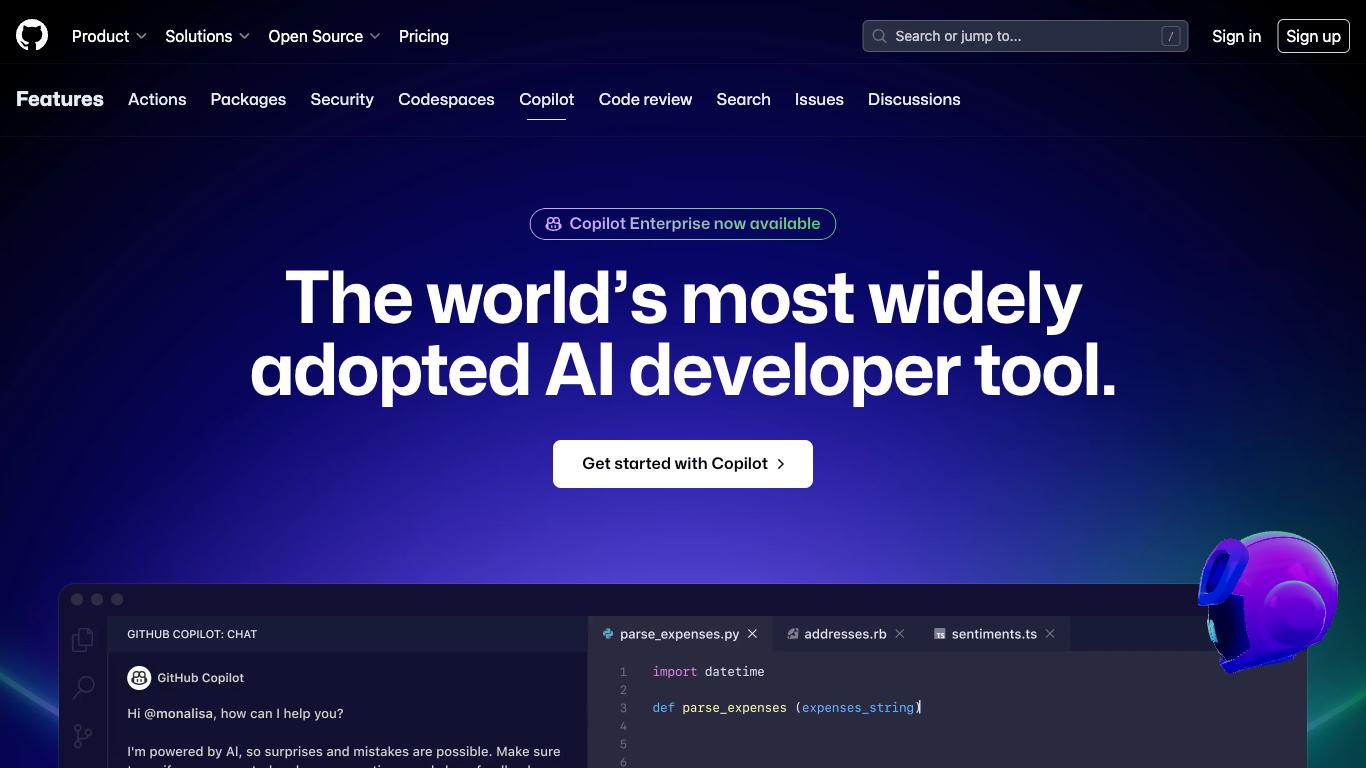 Product Solutions Open Source Pricing Search or jump to... / Sign in Sign up
Features Actions Packages Security Codespaces Copilot Code review Search Issues Discussions
Copilot Enterprise now available
The world’s most widely
adopted AI developer tool.
Get started with Copilot
GITHUB COPILOT: CHAT
GitHub Copilot
Hi @monalisa, how can I help you?
I'm powered by AI, so surprises and mistakes are possible. Make sure
parse_expenses.py addresses.rb TS sentiments.ts
1 import datetime
2
3 def parse_expenses (expenses_string)
4
5
6